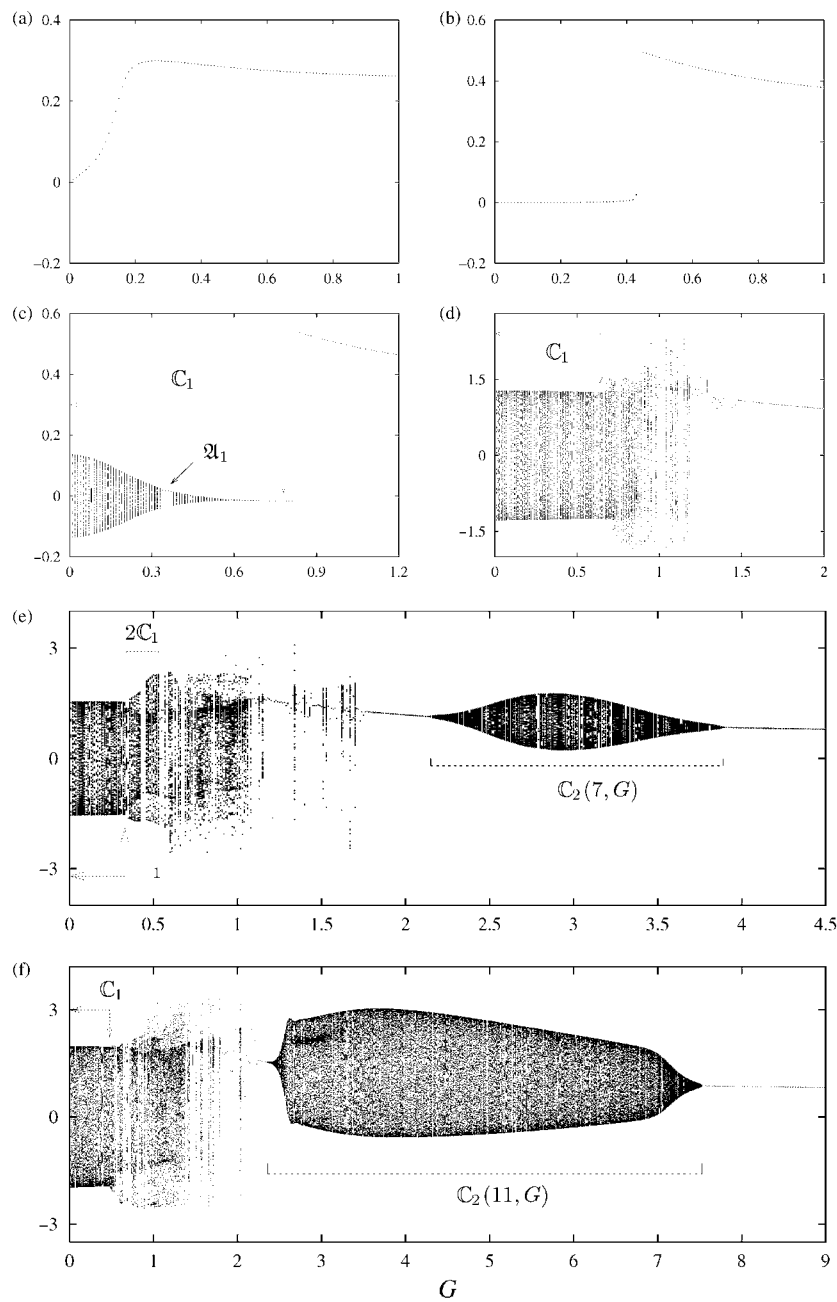 (a)
0.4
0.2
0
−0.2
0 0.2 0.4 0.6 0.8 1
(b)
0.6
0.4
0.2
0
−0.2
0 0.2 0.4 0.6 0.8 1
(c)
0.6
0.4
0.2
0
−0.2
ℂ₁
𝔄₁
0 0.3 0.6 0.9 1.2
(d)
1.5
0
−1.5
ℂ₁
0 0.5 1 1.5 2
(e)
3
0
−3
2ℂ₁
1
ℂ₂(7, G)
0 0.5 1 1.5 2 2.5 3 3.5 4 4.5
(f)
3
0
−3
ℂ₁
ℂ₂(11, G)
0 1 2 3 4 5 6 7 8 9
G